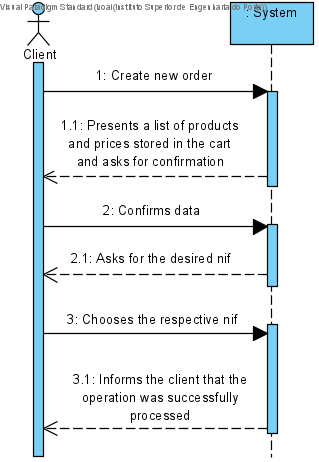 Visual Paradigm Standard (Isoal(Instituto Superior de Engenharia do Porto))
: System
Client
1: Create new order
1.1: Presents a list of products
and prices stored in the cart
and asks for confirmation
2: Confirms data
2.1: Asks for the desired nif
3: Chooses the respective nif
3.1: Informs the client that the
operation was successfully
processed